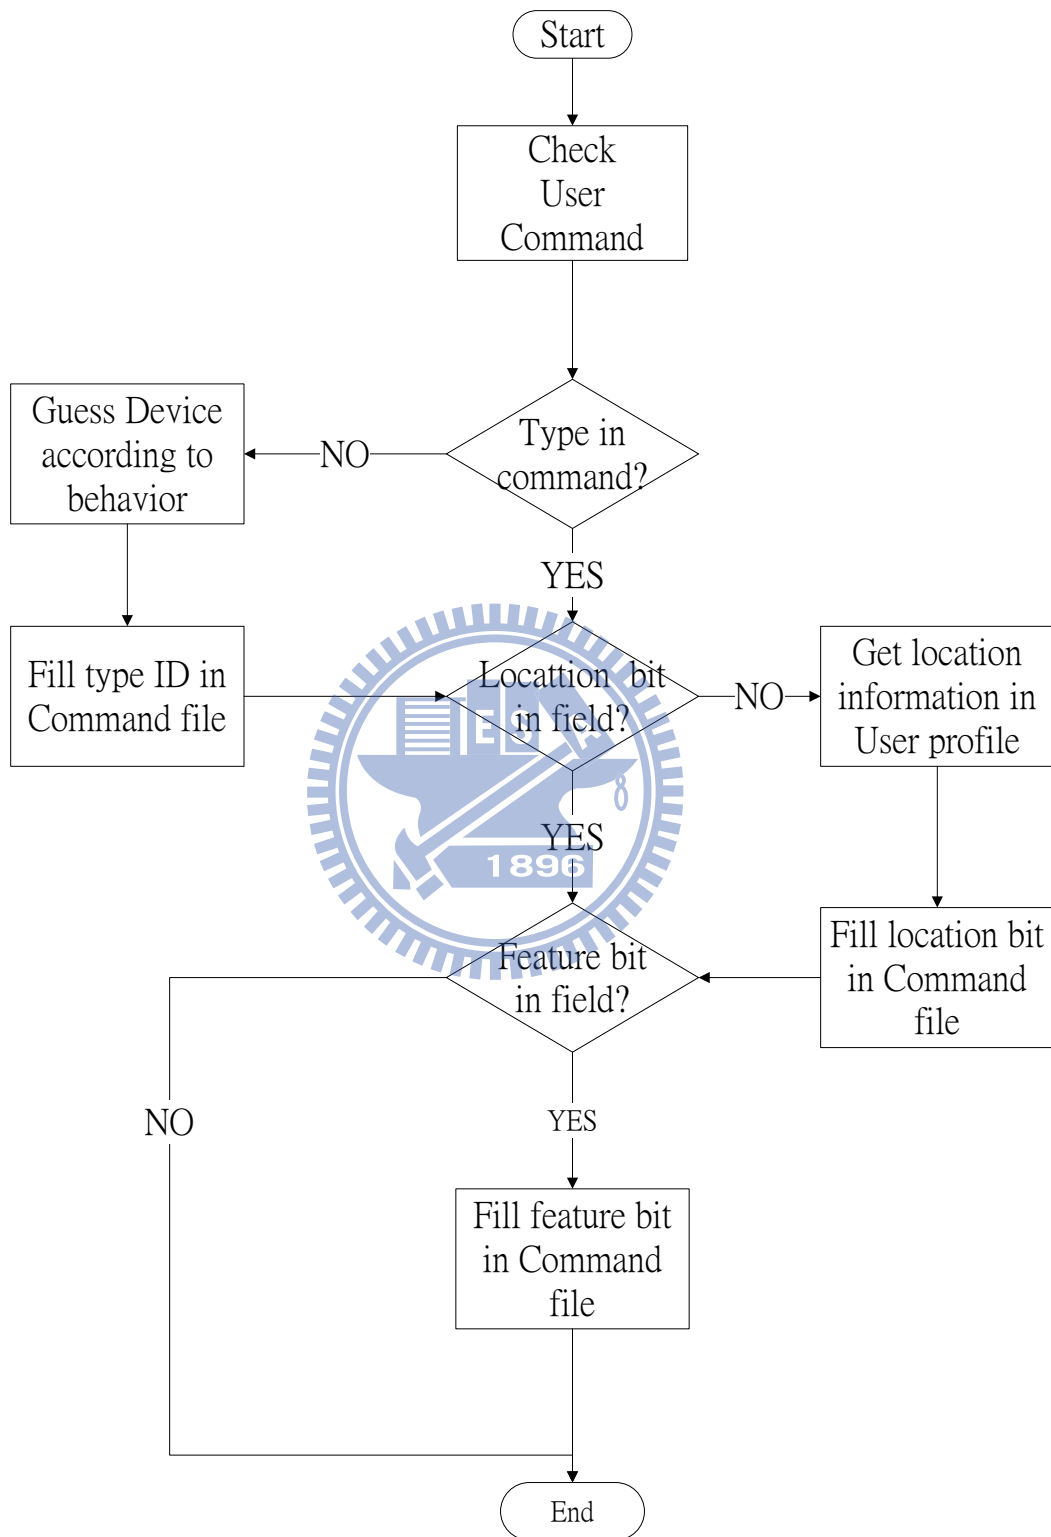 Start
Check
User
Command
Type in
command?
NO
Guess Device
according to
behavior
YES
Fill type ID in
Command file
Locattion bit
in field?
NO
Get location
information in
User profile
E S A
YES
1896
Feature bit
in field?
Fill location bit
in Command
file
NO
YES
Fill feature bit
in Command
file
End